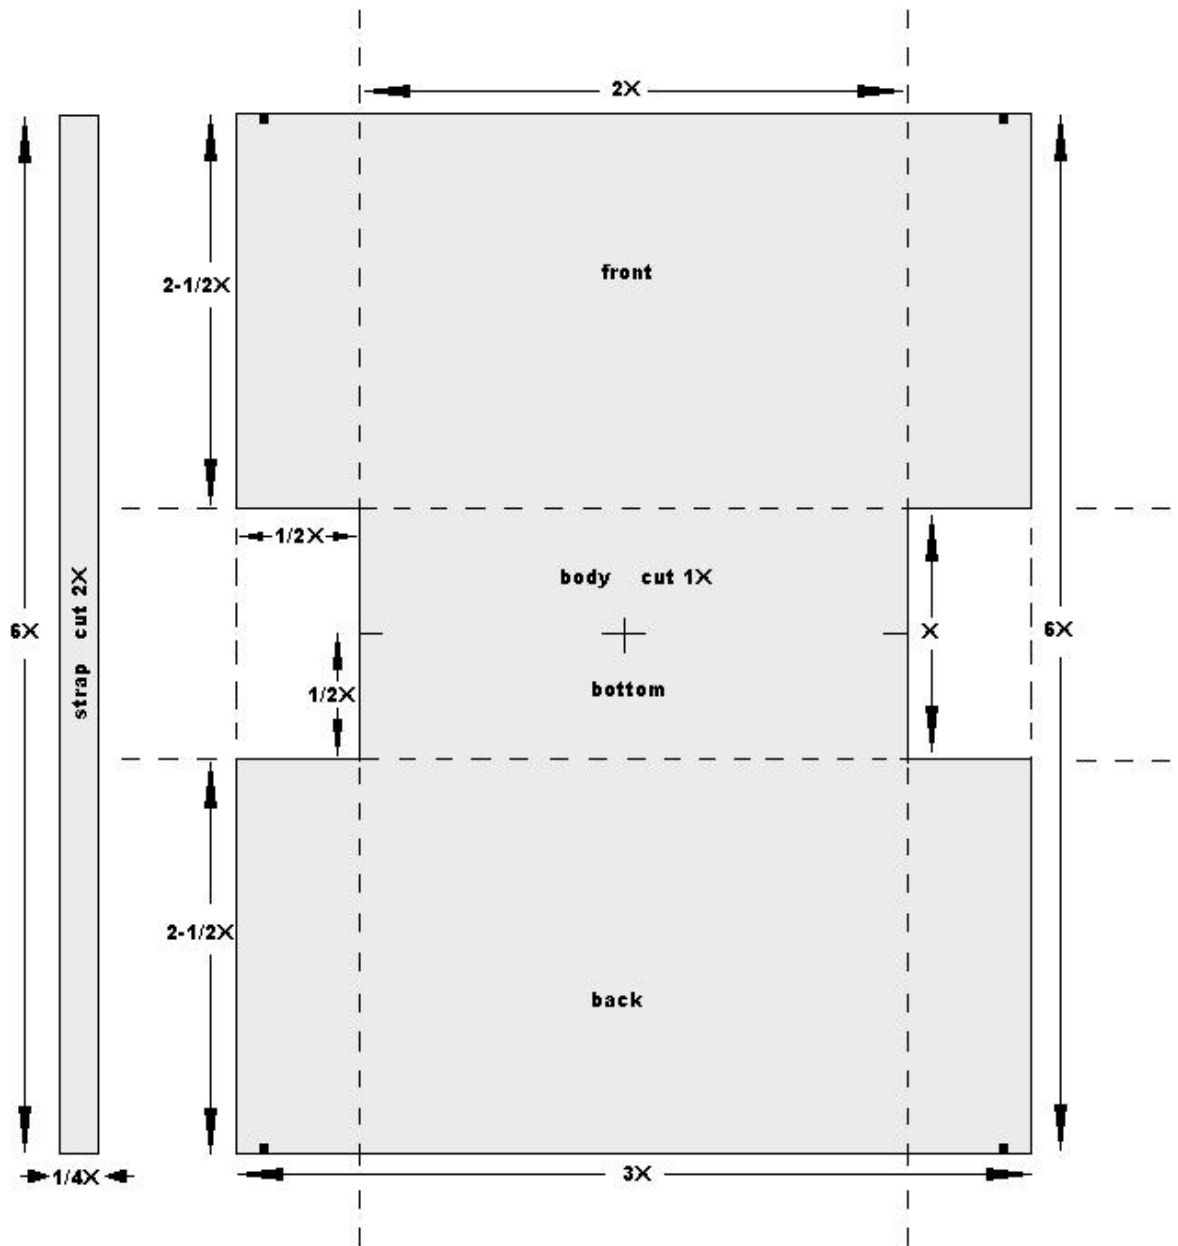 2X
2-1/2X
front
1/2X
body cut 1X
strap cut 2X
6X
X
6X
1/2X
bottom
2-1/2X
back
1/4X
3X